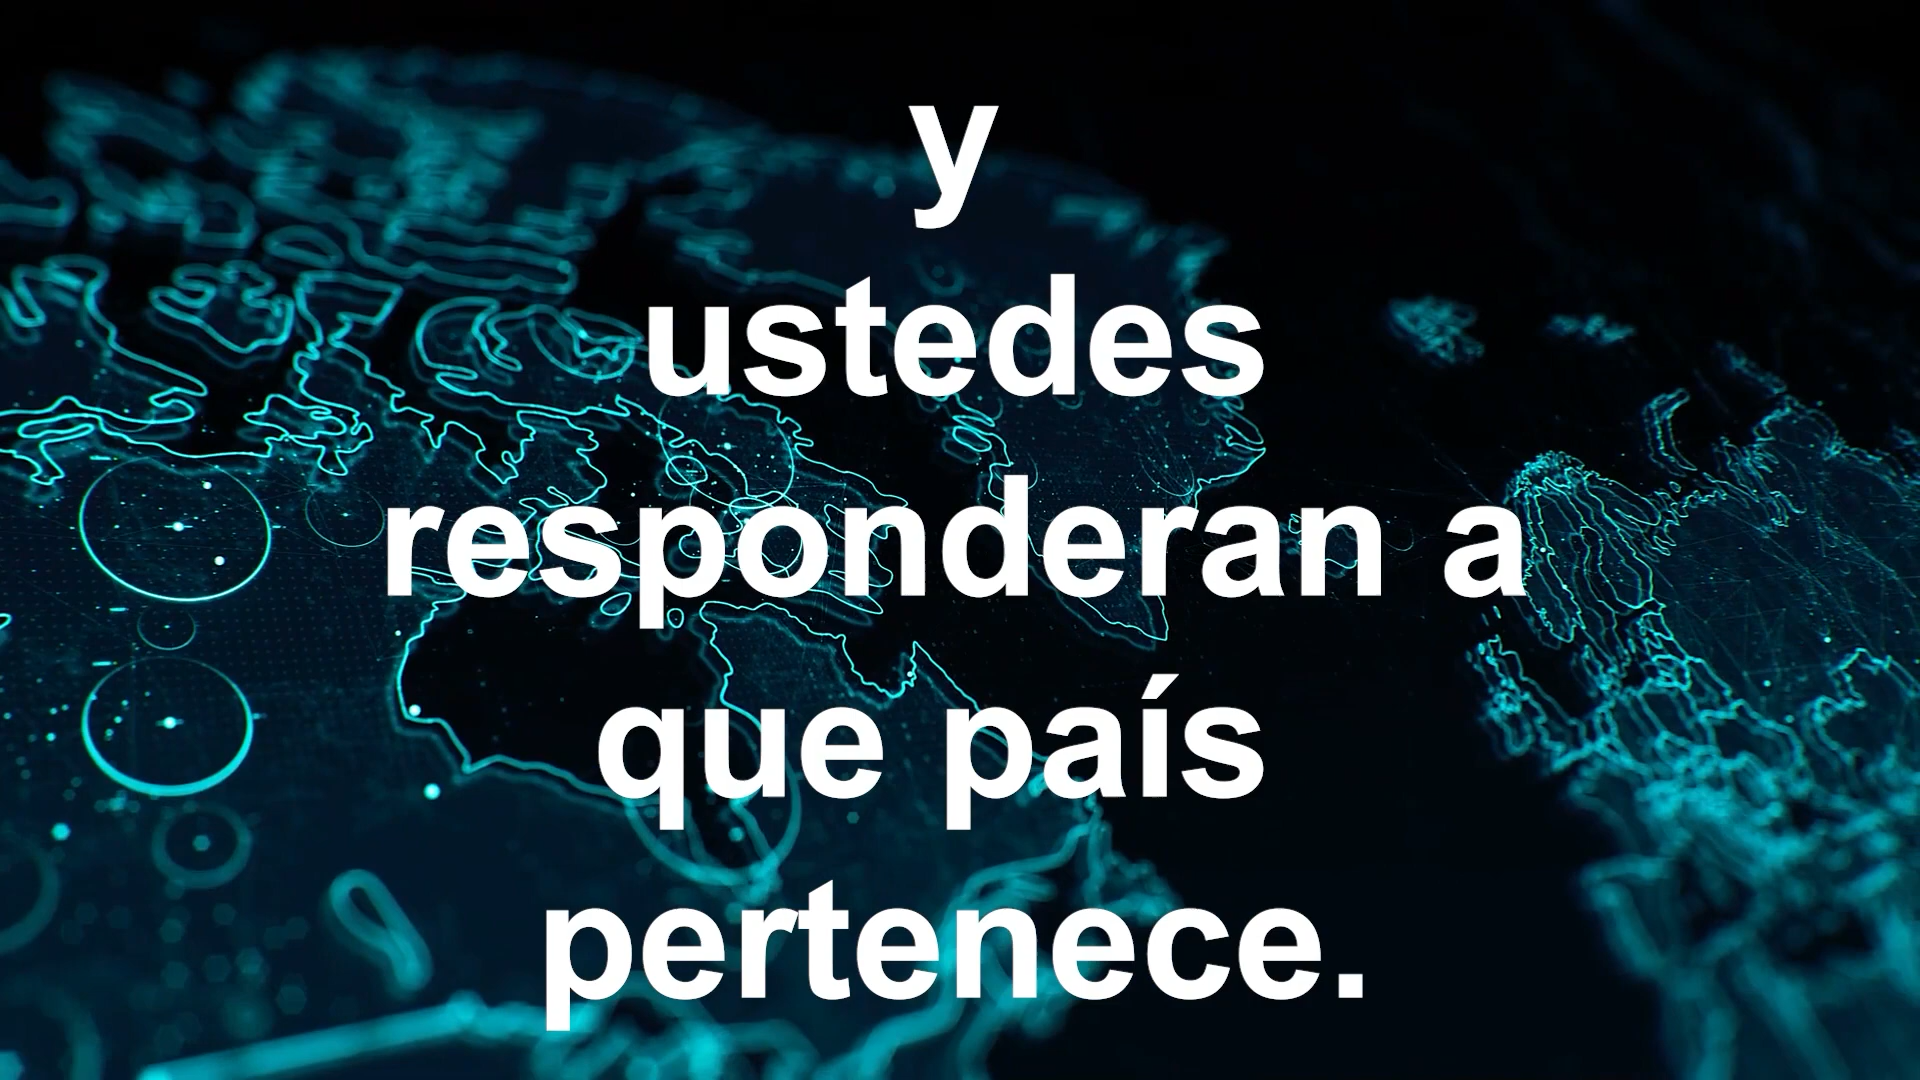 y
ustedes
responderan a
que país
pertenece.